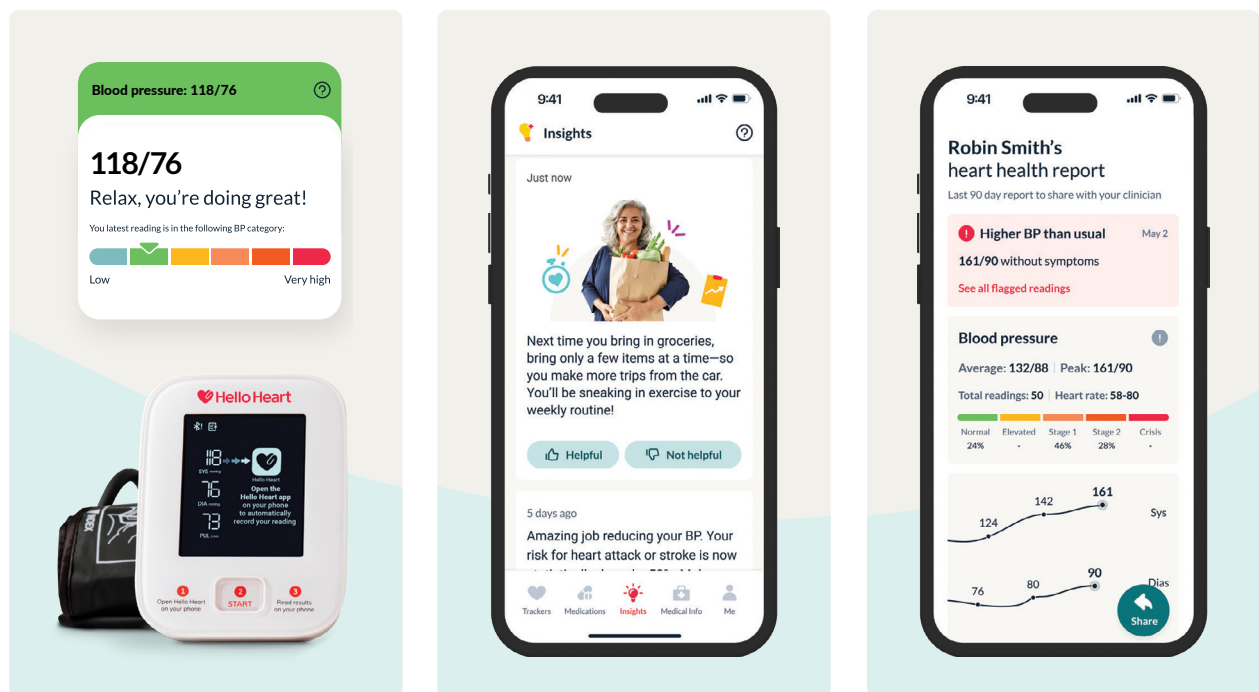 Blood pressure: 118/76
118/76
Relax, you're doing great!
You latest reading is in the following BP category:
Low
Very high
Hello Heart
118
SYS mmHg
76
DIA mmHg
73
PUL /min
Hello Heart
Open the
Hello Heart app
on your phone
to automatically
record your reading
INDEX
1
Open Hello Heart
on your phone
2
START
3
Read results
on your phone
9:41
Insights
Just now
Next time you bring in groceries,
bring only a few items at a time—so
you make more trips from the car.
You'll be sneaking in exercise to your
weekly routine!
Helpful
Not helpful
5 days ago
Amazing job reducing your BP. Your
risk for heart attack or stroke is now
Trackers
Medications
Insights
Medical Info
Me
9:41
Robin Smith's
heart health report
Last 90 day report to share with your clinician
Higher BP than usual
May 2
161/90 without symptoms
See all flagged readings
Blood pressure
Average: 132/88 | Peak: 161/90
Total readings: 50 | Heart rate: 58-80
Normal Elevated Stage 1 Stage 2 Crisis
24% - 46% 28% -
124
142
161
Sys
76
80
90
Dias
Share